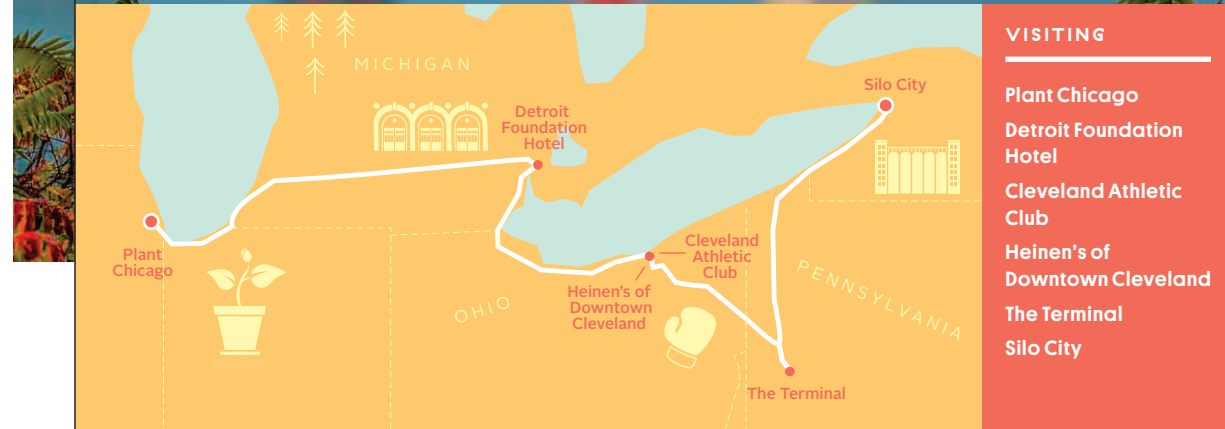 MICHIGAN
Silo City
Detroit
Foundation
Hotel
Plant
Chicago
Cleveland
Athletic
Club
Heinen's of
Downtown
Cleveland
OHIO
PENNSYLVANIA
The Terminal
VISITING
Plant Chicago
Detroit Foundation
Hotel
Cleveland Athletic
Club
Heinen's of
Downtown Cleveland
The Terminal
Silo City